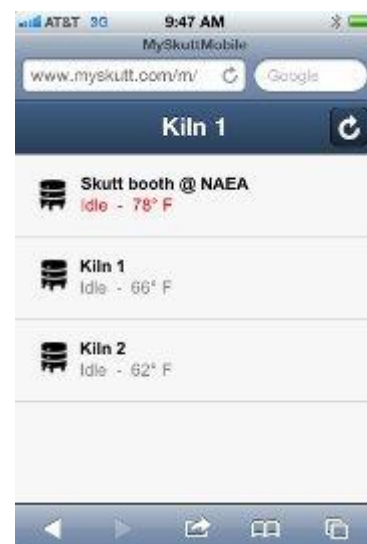 AT&T 3G 9:47 AM
MySkuttMobile
www.myskutt.com/m/ Google
Kiln 1
Skutt booth @ NAEA
Idle - 78° F
Kiln 1
Idle - 66° F
Kiln 2
Idle - 62° F